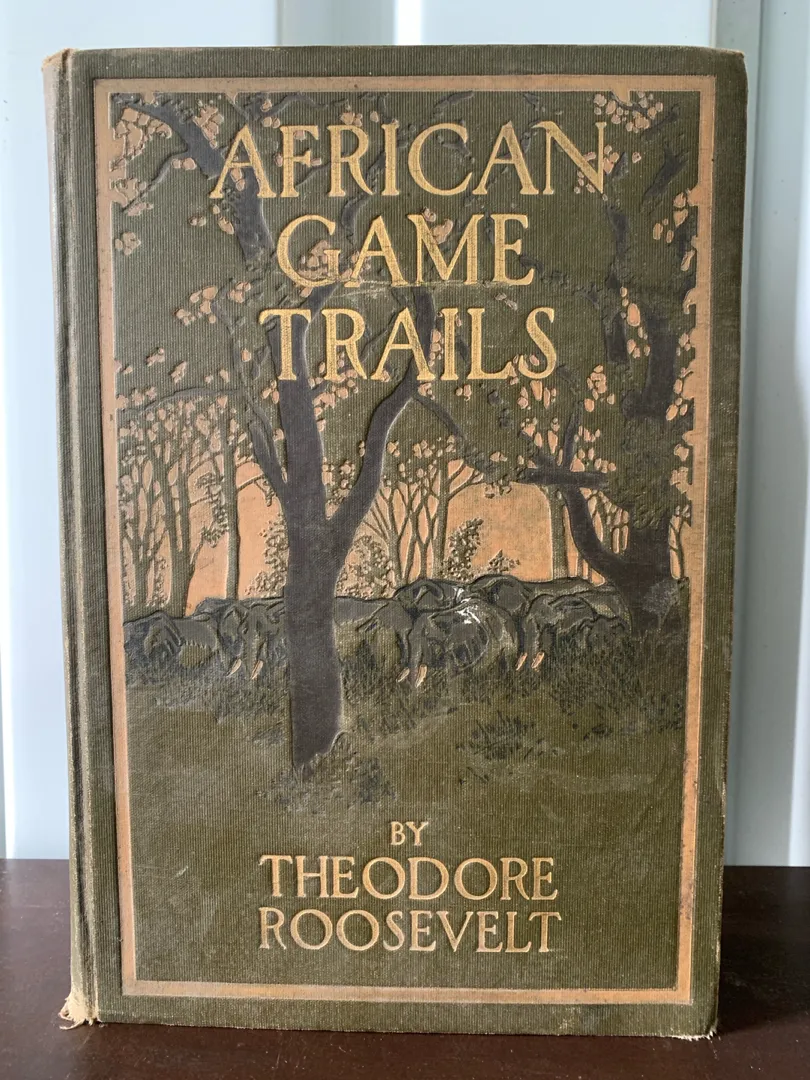 AFRICAN
GAME
TRAILS
BY
THEODORE
ROOSEVELT